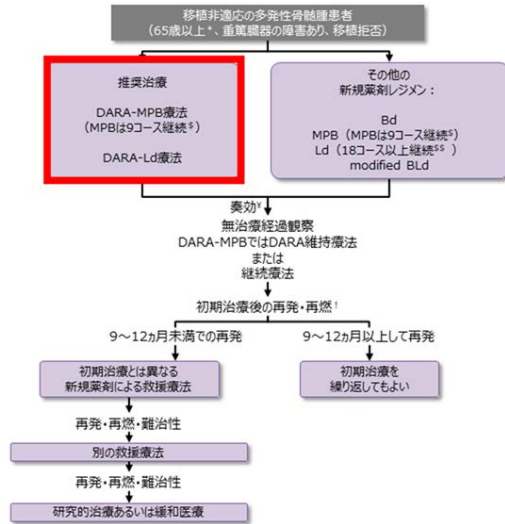 移植非適応の多発性骨髄腫患者
(65歳以上*、重篤臓器の障害あり、移植拒否)
推奨治療
DARA-MPB療法
(MPBは9コース継続$)
DARA-Ld療法
その他の
新規薬剤レジメン：
Bd
MPB（MPBは9コース継続$）
Ld（18コース以上継続$$）
modified BLd
奏効¥
無治療経過観察
DARA-MPBではDARA維持療法
または
継続療法
初期治療後の再発・再燃†
9～12ヵ月未満での再発
9～12ヵ月以上して再発
初期治療とは異なる
新規薬剤による救援療法
初期治療を
繰り返してもよい
再発・再燃・難治性
別の救援療法
再発・再燃・難治性
研究的治療あるいは緩和医療